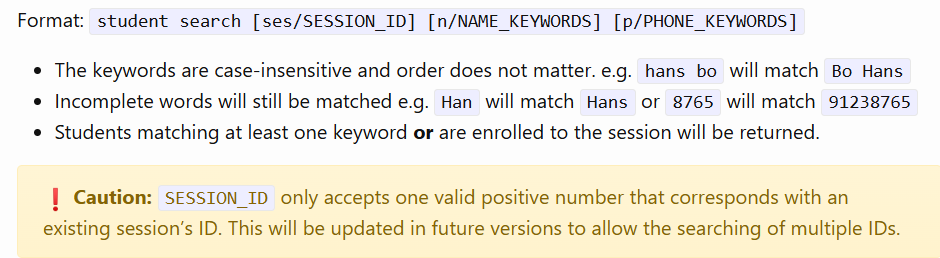 Format: student search [ses/SESSION_ID] [n/NAME_KEYWORDS] [p/PHONE_KEYWORDS]
• The keywords are case-insensitive and order does not matter. e.g. hans bo will match Bo Hans
• Incomplete words will still be matched e.g. Han will match Hans or 8765 will match 91238765
• Students matching at least one keyword or are enrolled to the session will be returned.
❗ Caution: SESSION_ID only accepts one valid positive number that corresponds with an
existing session’s ID. This will be updated in future versions to allow the searching of multiple IDs.